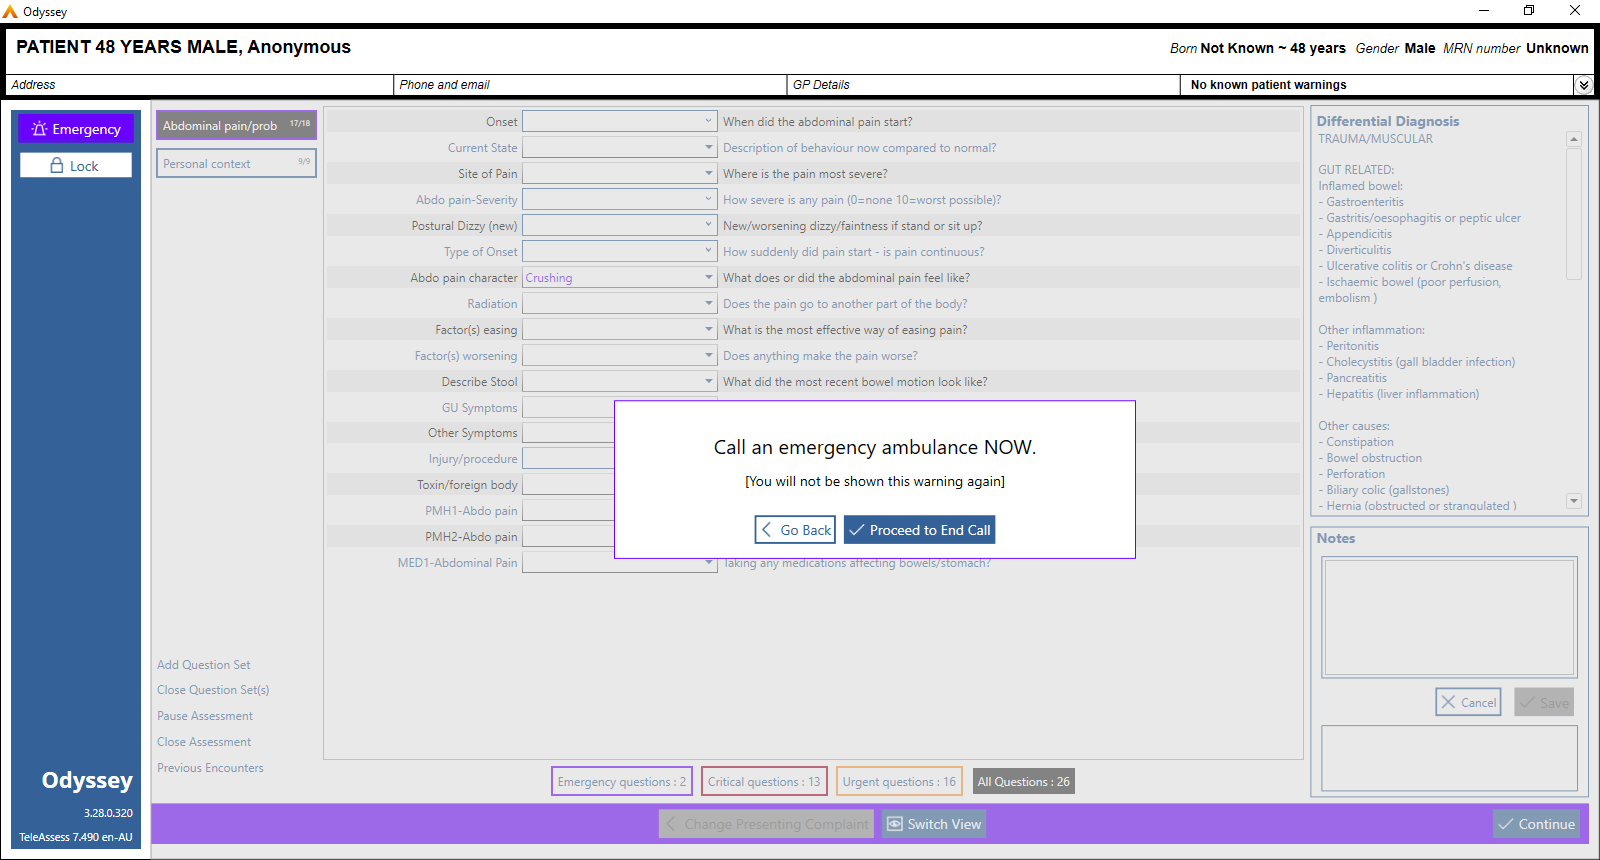 Odyssey
PATIENT 48 YEARS MALE, Anonymous
Born Not Known ~ 48 years Gender Male MRN number Unknown
Address
Phone and email
GP Details
No known patient warnings
Emergency
Lock
Abdominal pain/prob 17/18
Personal context 9/9
Onset When did the abdominal pain start?
Current State Description of behaviour now compared to normal?
Site of Pain Where is the pain most severe?
Abdo pain-Severity How severe is any pain (0=none 10=worst possible)?
Postural Dizzy (new) New/worsening dizzy/faintness if stand or sit up?
Type of Onset How suddenly did pain start - is pain continuous?
Abdo pain character Crushing What does or did the abdominal pain feel like?
Radiation Does the pain go to another part of the body?
Factor(s) easing What is the most effective way of easing pain?
Factor(s) worsening Does anything make the pain worse?
Describe Stool What did the most recent bowel motion look like?
GU Symptoms
Other Symptoms
Injury/procedure
Toxin/foreign body
PMH1-Abdo pain
PMH2-Abdo pain
MED1-Abdominal Pain Taking any medications affecting bowels/stomach?
Call an emergency ambulance NOW.
[You will not be shown this warning again]
Go Back
Proceed to End Call
Differential Diagnosis
TRAUMA/MUSCULAR
GUT RELATED:
Inflamed bowel:
- Gastroenteritis
- Gastritis/oesophagitis or peptic ulcer
- Appendicitis
- Diverticulitis
- Ulcerative colitis or Crohn's disease
- Ischaemic bowel (poor perfusion,
embolism )
Other inflammation:
- Peritonitis
- Cholecystitis (gall bladder infection)
- Pancreatitis
- Hepatitis (liver inflammation)
Other causes:
- Constipation
- Bowel obstruction
- Perforation
- Biliary colic (gallstones)
- Hernia (obstructed or strangulated )
Notes
Cancel
Save
Add Question Set
Close Question Set(s)
Pause Assessment
Close Assessment
Previous Encounters
Emergency questions : 2
Critical questions : 13
Urgent questions : 16
All Questions : 26
Odyssey
3.28.0.320
TeleAssess 7.490 en-AU
Change Presenting Complaint
Switch View
Continue